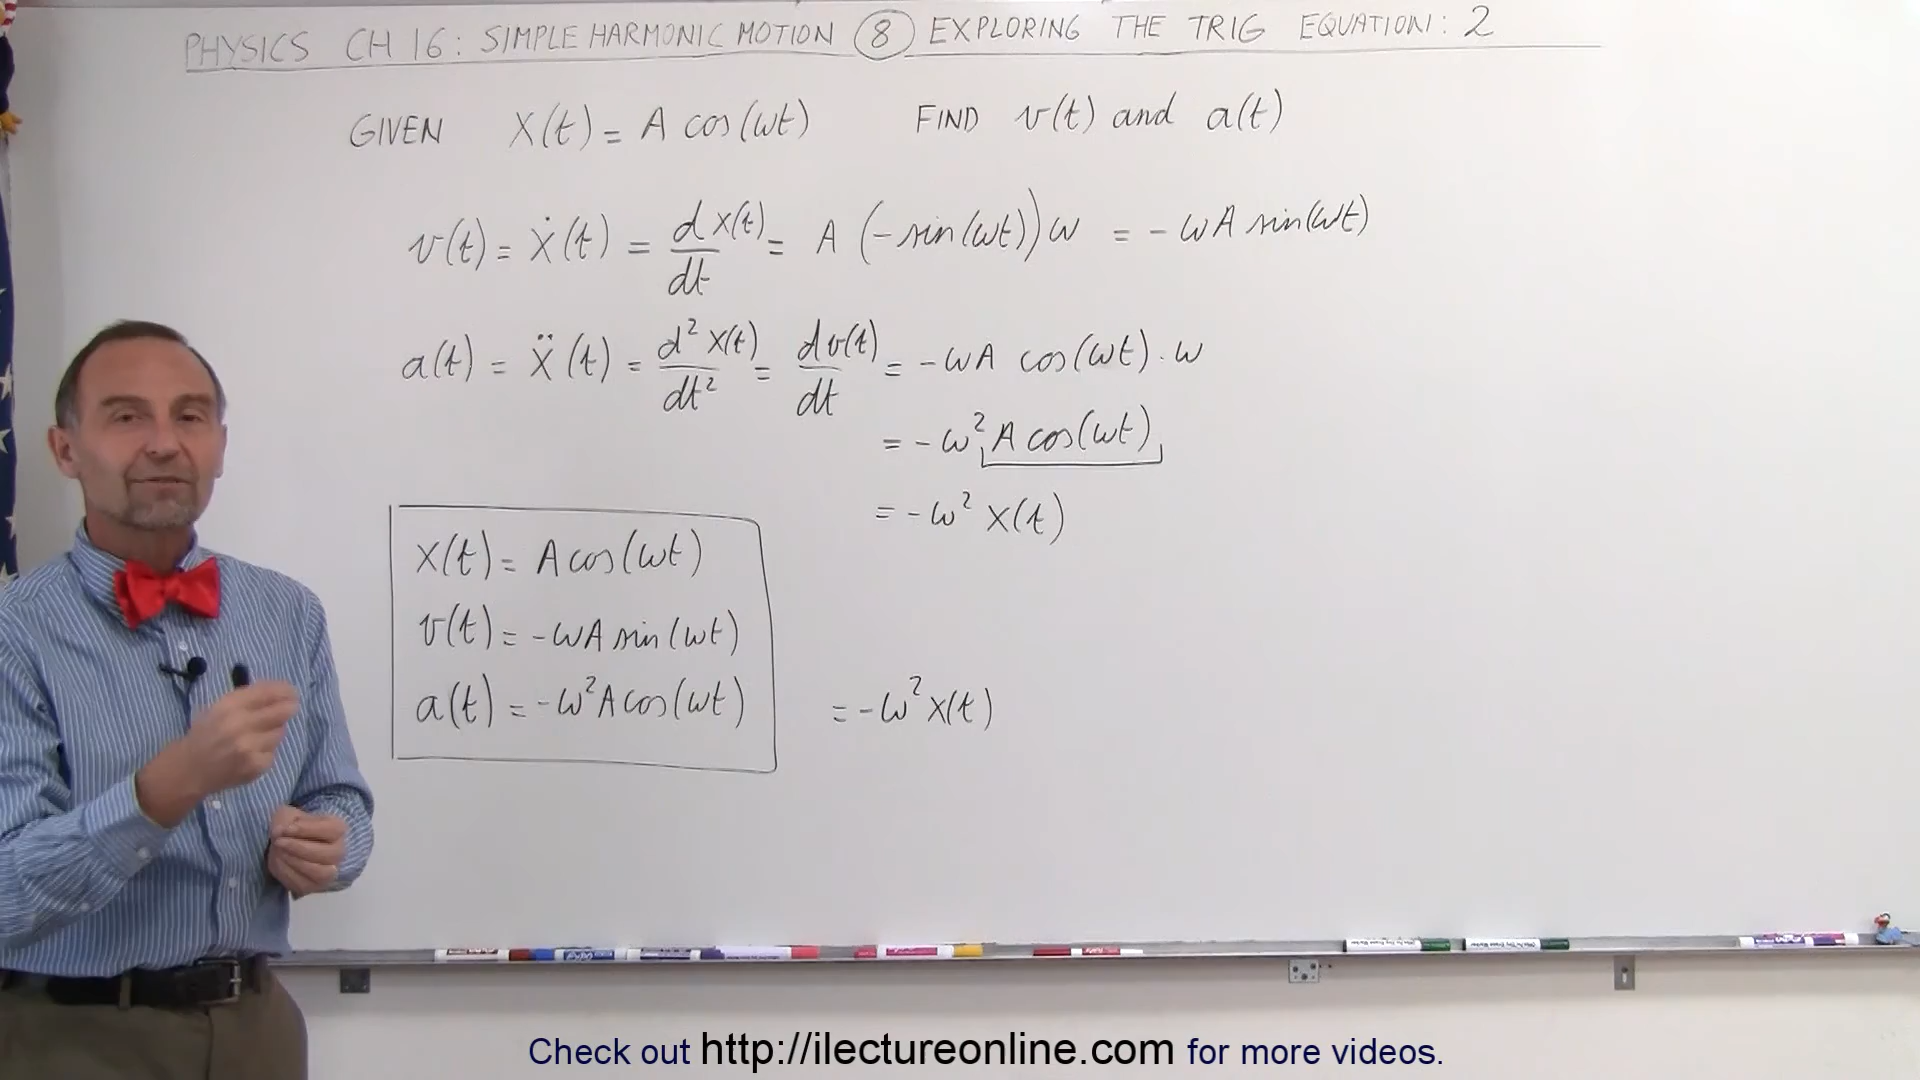 PHYSICS CH 16: SIMPLE HARMONIC MOTION (8) EXPLORING THE TRIG EQUATION: 2
GIVEN X(t) = A cos(ωt) FIND v(t) and a(t)
v(t) = Ẋ(t) = dX(t)/dt = A (-sin(ωt))ω = -ωA sin(ωt)
a(t) = Ẍ(t) = d²X(t)/dt² = dv(t)/dt = -ωA cos(ωt)·ω
= -ω²A cos(ωt)
= -ω² X(t)
X(t) = A cos(ωt)
v(t) = -ωA sin(ωt)
a(t) = -ω²A cos(ωt) = -ω²X(t)
Check out http://ilectureonline.com for more videos.